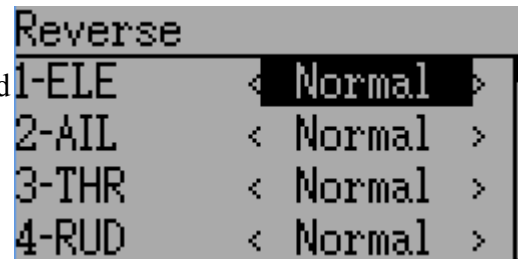 Reverse
d 1-ELE < Normal >
2-AIL < Normal >
3-THR < Normal >
4-RUD < Normal >